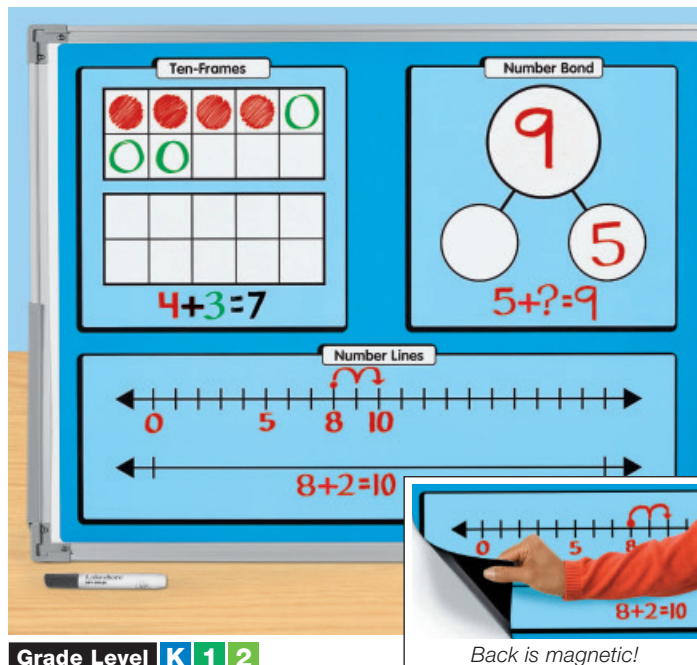 Ten-Frames
4+3=7
Number Bond
9
5
5+?=9
Number Lines
0 5 8 10
8+2=10
Lakeshore
0 5 8
8+2=10
Grade Level K 1 2
Back is magnetic!